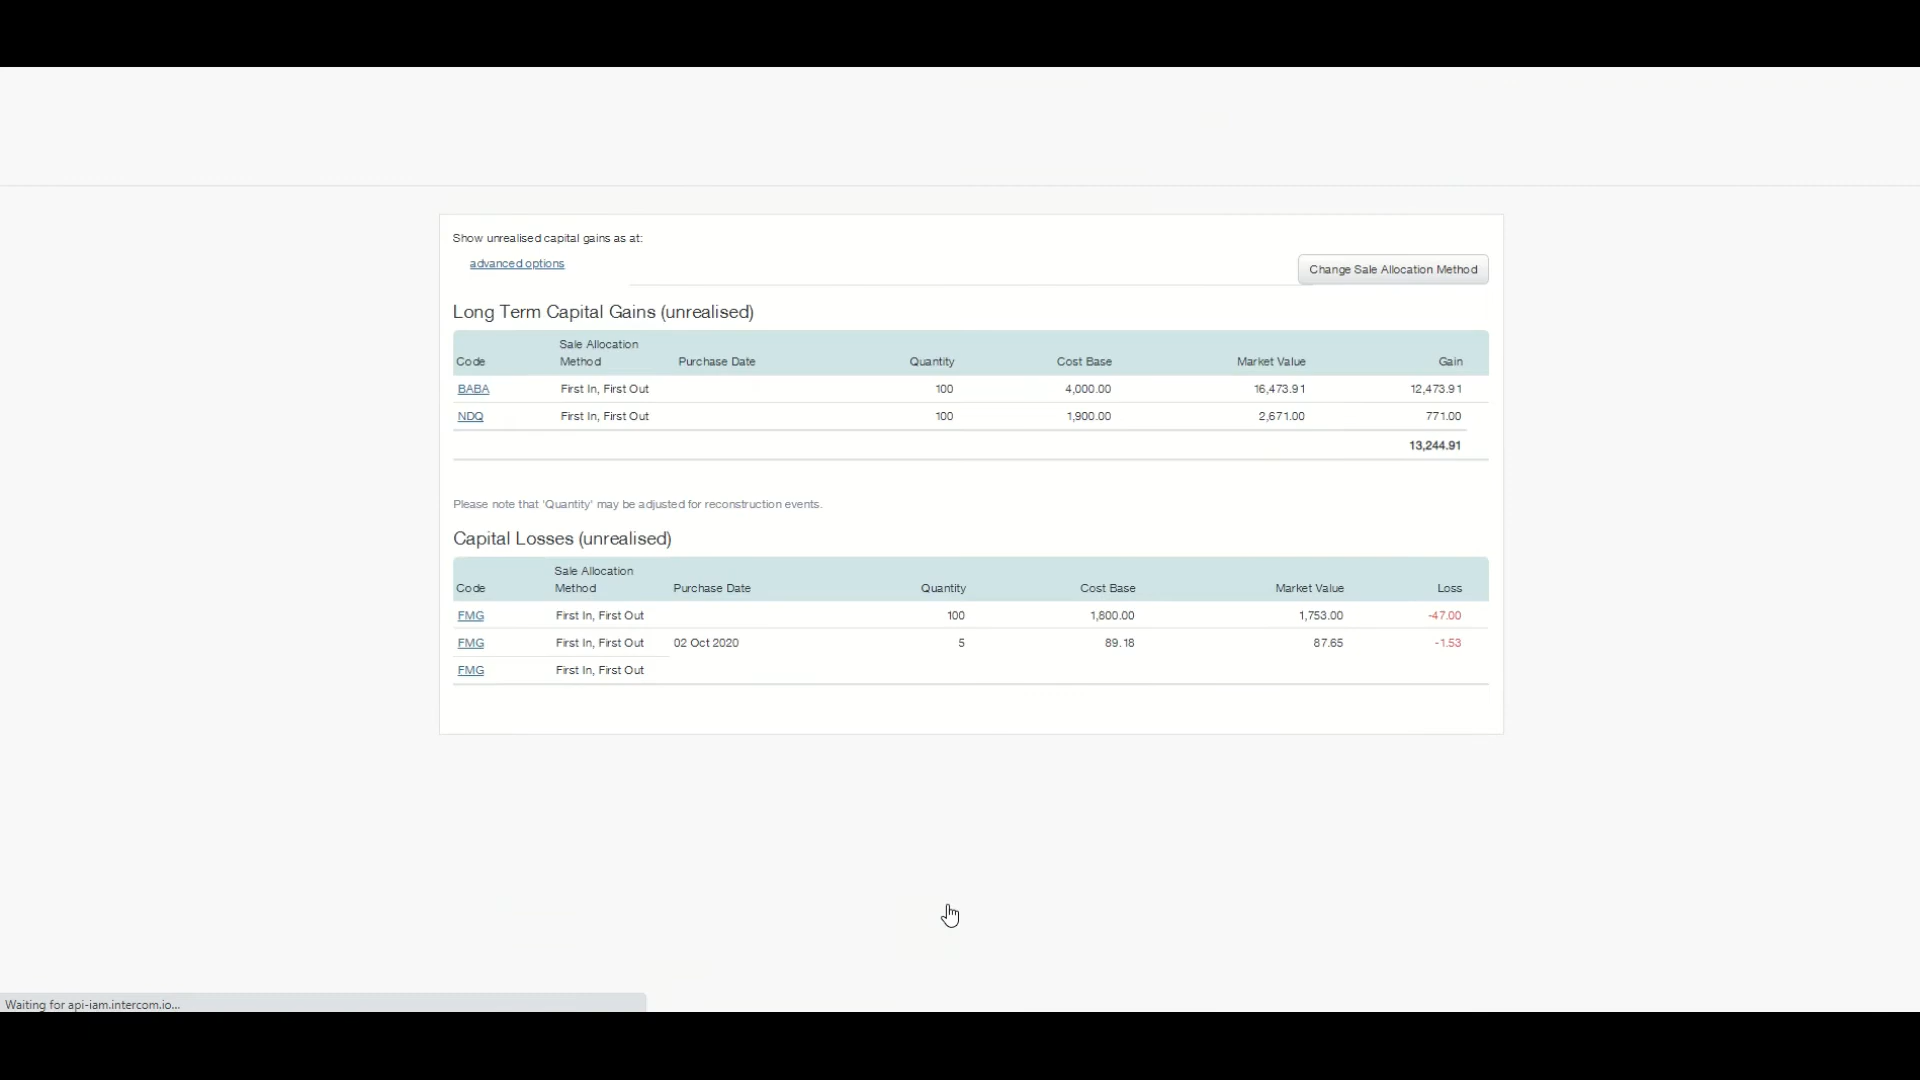 Show unrealised capital gains as at:
advanced options
Change Sale Allocation Method
Long Term Capital Gains (unrealised)
Code Sale Allocation Method Purchase Date Quantity Cost Base Market Value Gain
BABA First In, First Out 100 4,000.00 16,473.91 12,473.91
NDQ First In, First Out 100 1,900.00 2,671.00 771.00
13,244.91
Please note that 'Quantity' may be adjusted for reconstruction events.
Capital Losses (unrealised)
Code Sale Allocation Method Purchase Date Quantity Cost Base Market Value Loss
FMG First In, First Out 100 1,800.00 1,753.00 -47.00
FMG First In, First Out 02 Oct 2020 5 89.18 87.65 -1.53
FMG First In, First Out
Waiting for api-iam.intercom.io...